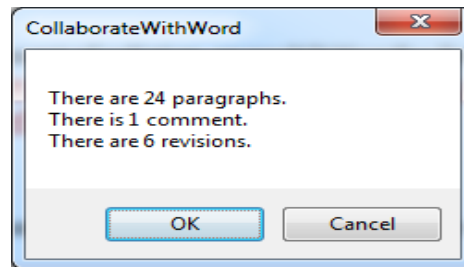 CollaborateWithWord
There are 24 paragraphs.
There is 1 comment.
There are 6 revisions.
OK
Cancel